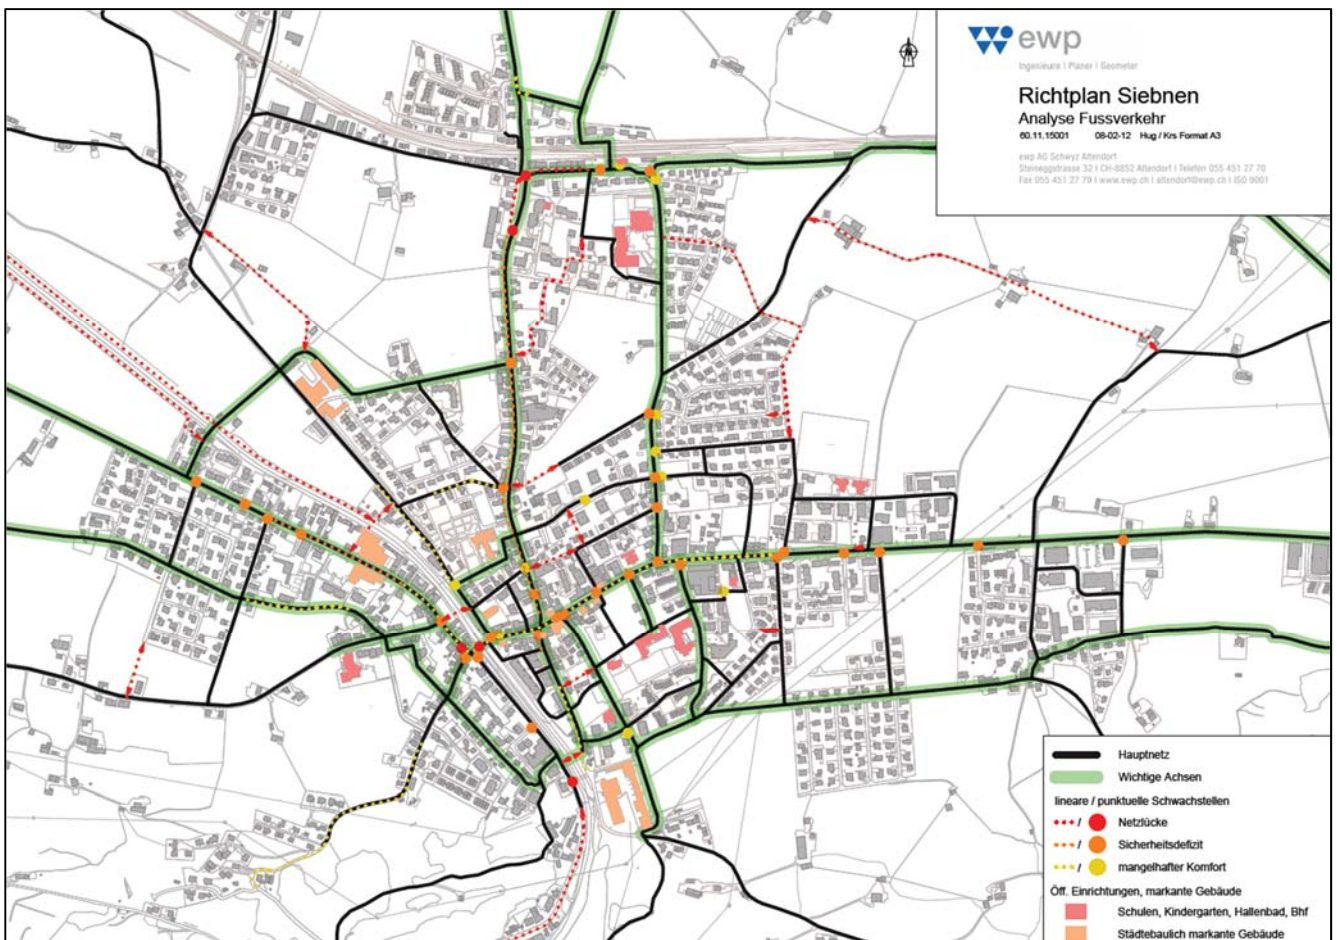 ewp
Ingenieure | Planer | Geometer
Richtplan Siebnen
Analyse Fussverkehr
60.11.15001 08-02-12 Hug / Krs Format A3
ewp AG Schwyz Altendorf
Steineggstrasse 32 | CH-8852 Altendorf | Telefon 055 451 27 70
Fax 055 451 27 79 | www.ewp.ch | altendorf@ewp.ch | ISO 9001
Hauptnetz
Wichtige Achsen
lineare / punktuelle Schwachstellen
/ Netzlücke
/ Sicherheitsdefizit
/ mangelhafter Komfort
Öff. Einrichtungen, markante Gebäude
Schulen, Kindergarten, Hallenbad, Bhf
Städtebaulich markante Gebäude